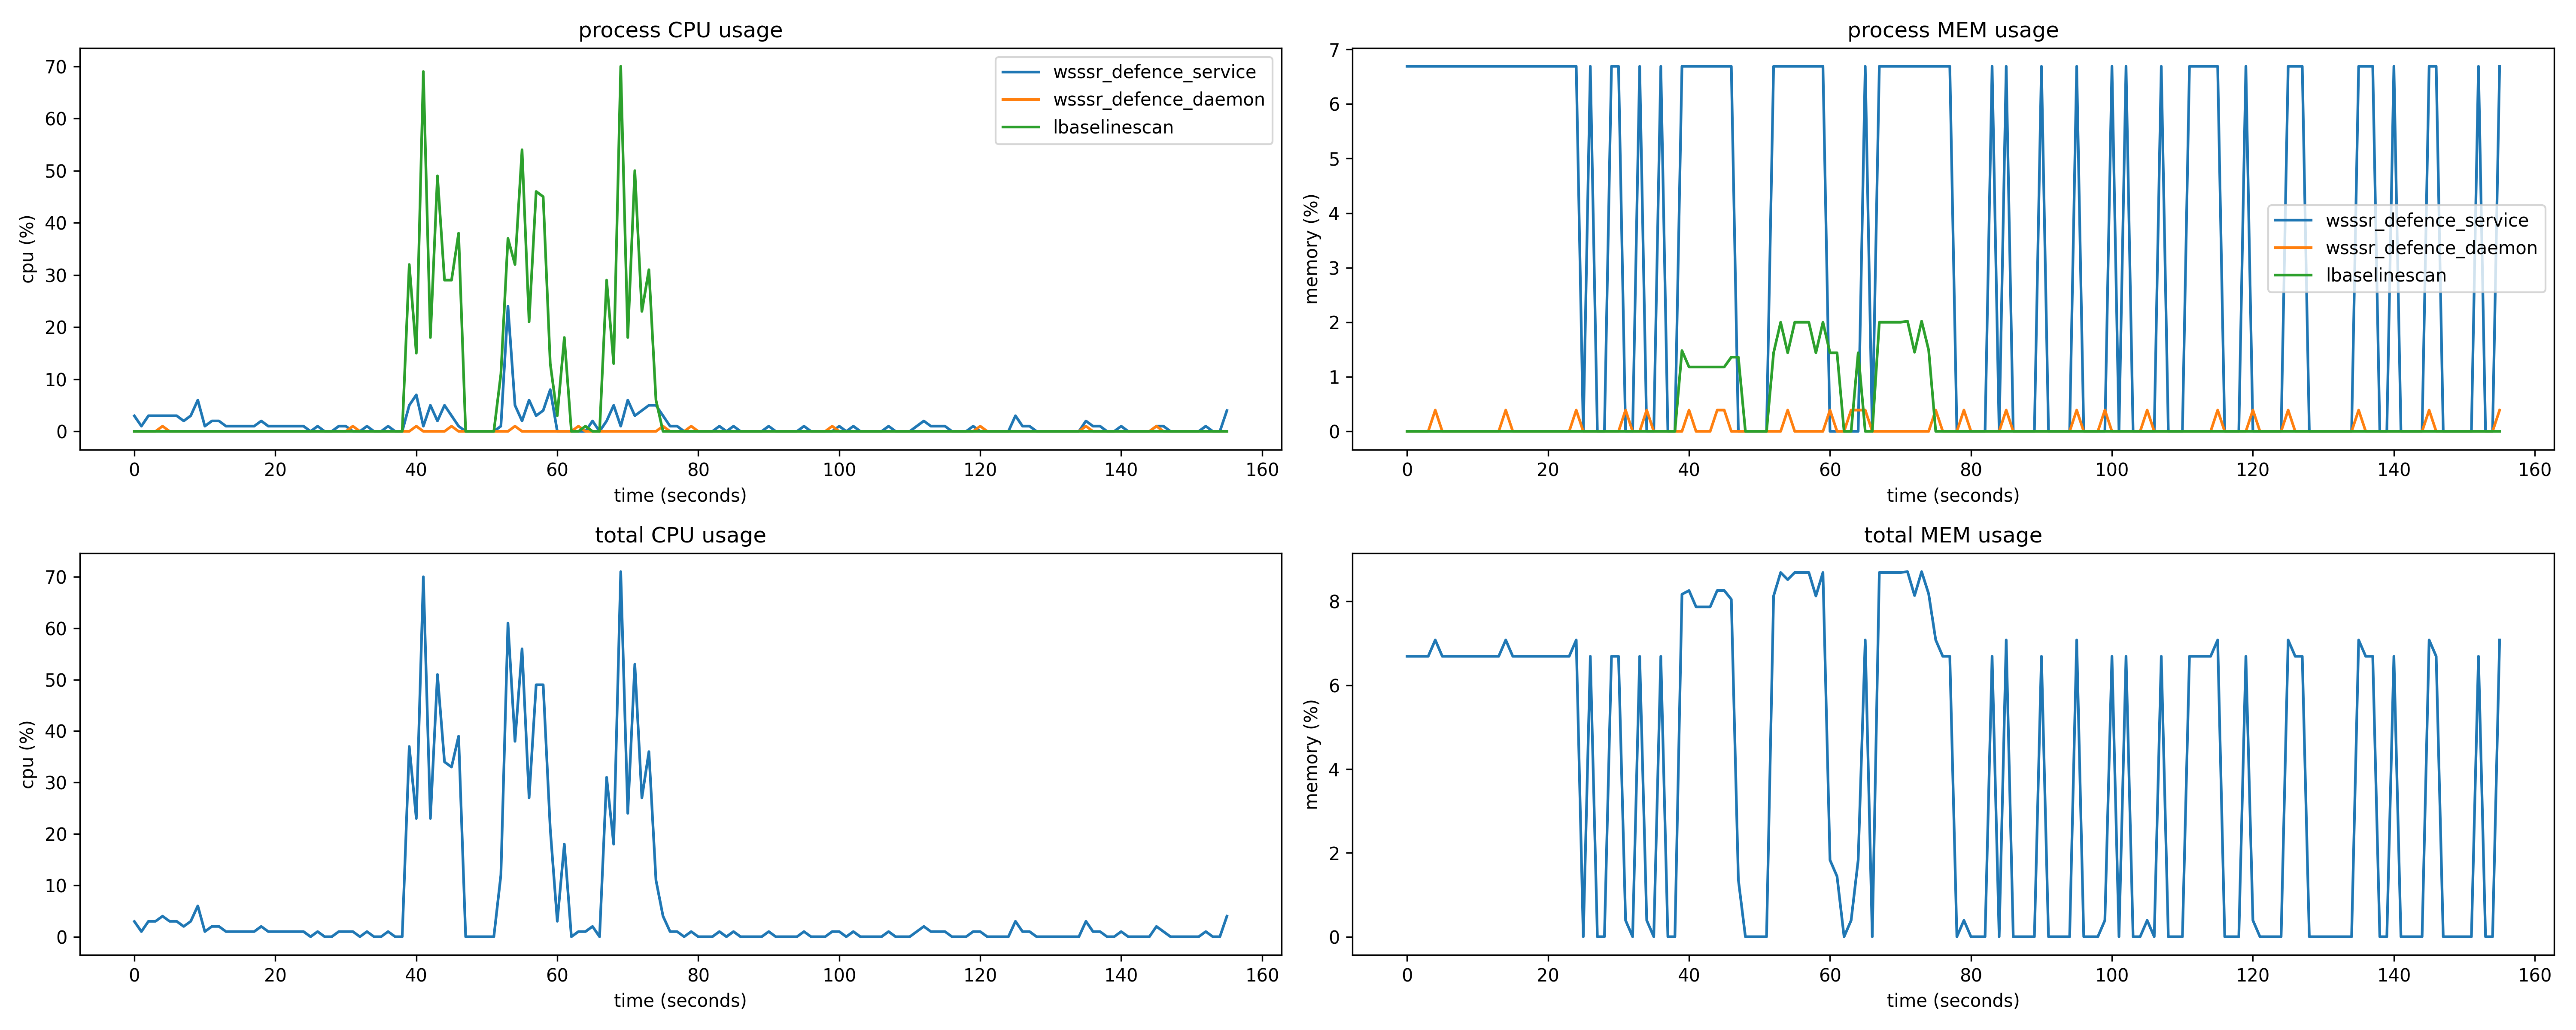 process CPU usage
70
60
50
40
30
20
10
0
cpu (%)
wsssr_defence_service
wsssr_defence_daemon
lbaselinescan
0 20 40 60 80 100 120 140 160
time (seconds)
process MEM usage
7
6
5
4
3
2
1
0
memory (%)
wsssr_defence_service
wsssr_defence_daemon
lbaselinescan
0 20 40 60 80 100 120 140 160
time (seconds)
total CPU usage
70
60
50
40
30
20
10
0
cpu (%)
0 20 40 60 80 100 120 140 160
time (seconds)
total MEM usage
8
6
4
2
0
memory (%)
0 20 40 60 80 100 120 140 160
time (seconds)